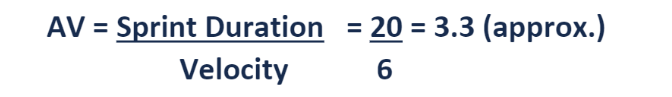 AV = Sprint Duration = 20 = 3.3 (approx.)
Velocity 6